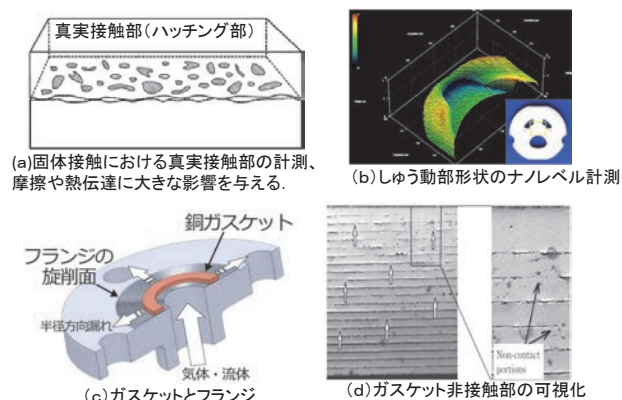 真実接触部(ハッチング部)
(a)固体接触における真実接触部の計測、
摩擦や熱伝達に大きな影響を与える.
(b)しゅう動部形状のナノレベル計測
銅ガスケット
フランジの
旋削面
半径方向漏れ
気体・流体
(c)ガスケットとフランジ
Non-contact
portions
(d)ガスケット非接触部の可視化